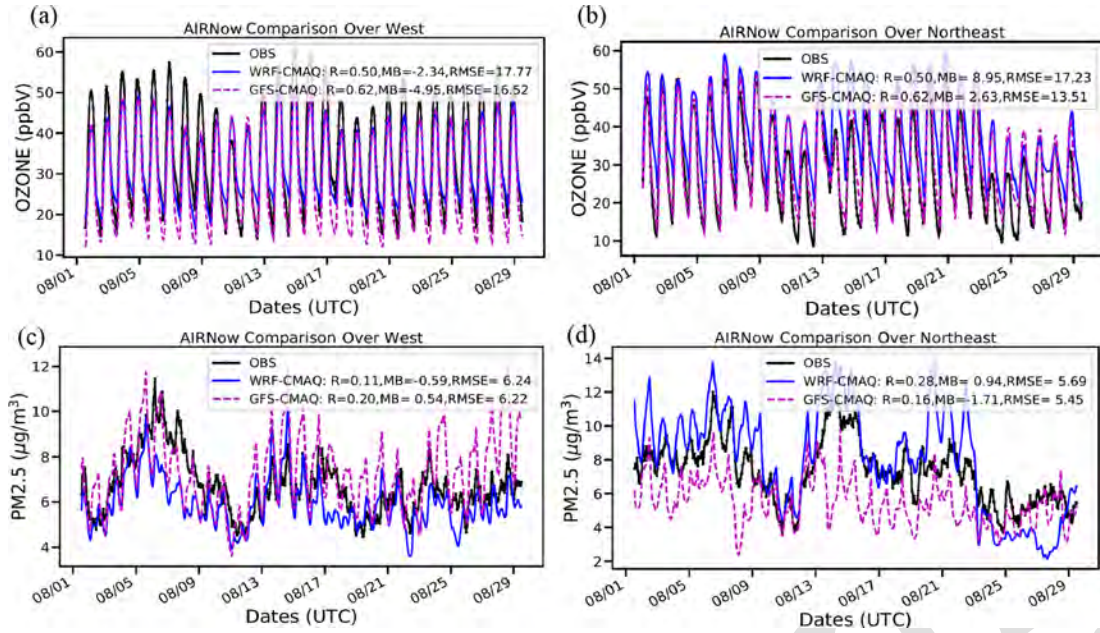 (a)
AIRNow Comparison Over West
OBS
WRF-CMAQ: R=0.50,MB=-2.34,RMSE=17.77
GFS-CMAQ: R=0.62,MB=-4.95,RMSE=16.52
OZONE (ppbV)
60
50
40
30
20
10
08/01
08/05
08/09
08/13
08/17
08/21
08/25
08/29
Dates (UTC)
(b)
AIRNow Comparison Over Northeast
OBS
WRF-CMAQ: R=0.50,MB= 8.95,RMSE=17.23
GFS-CMAQ: R=0.62,MB= 2.63,RMSE=13.51
OZONE (ppbV)
60
50
40
30
20
10
08/01
08/05
08/09
08/13
08/17
08/21
08/25
08/29
Dates (UTC)
(c)
AIRNow Comparison Over West
OBS
WRF-CMAQ: R=0.11,MB=-0.59,RMSE= 6.24
GFS-CMAQ: R=0.20,MB= 0.54,RMSE= 6.22
PM2.5 (μg/m³)
12
10
8
6
4
08/01
08/05
08/09
08/13
08/17
08/21
08/25
08/29
Dates (UTC)
(d)
AIRNow Comparison Over Northeast
OBS
WRF-CMAQ: R=0.28,MB= 0.94,RMSE= 5.69
GFS-CMAQ: R=0.16,MB=-1.71,RMSE= 5.45
PM2.5 (μg/m³)
14
12
10
8
6
4
2
08/01
08/05
08/09
08/13
08/17
08/21
08/25
08/29
Dates (UTC)